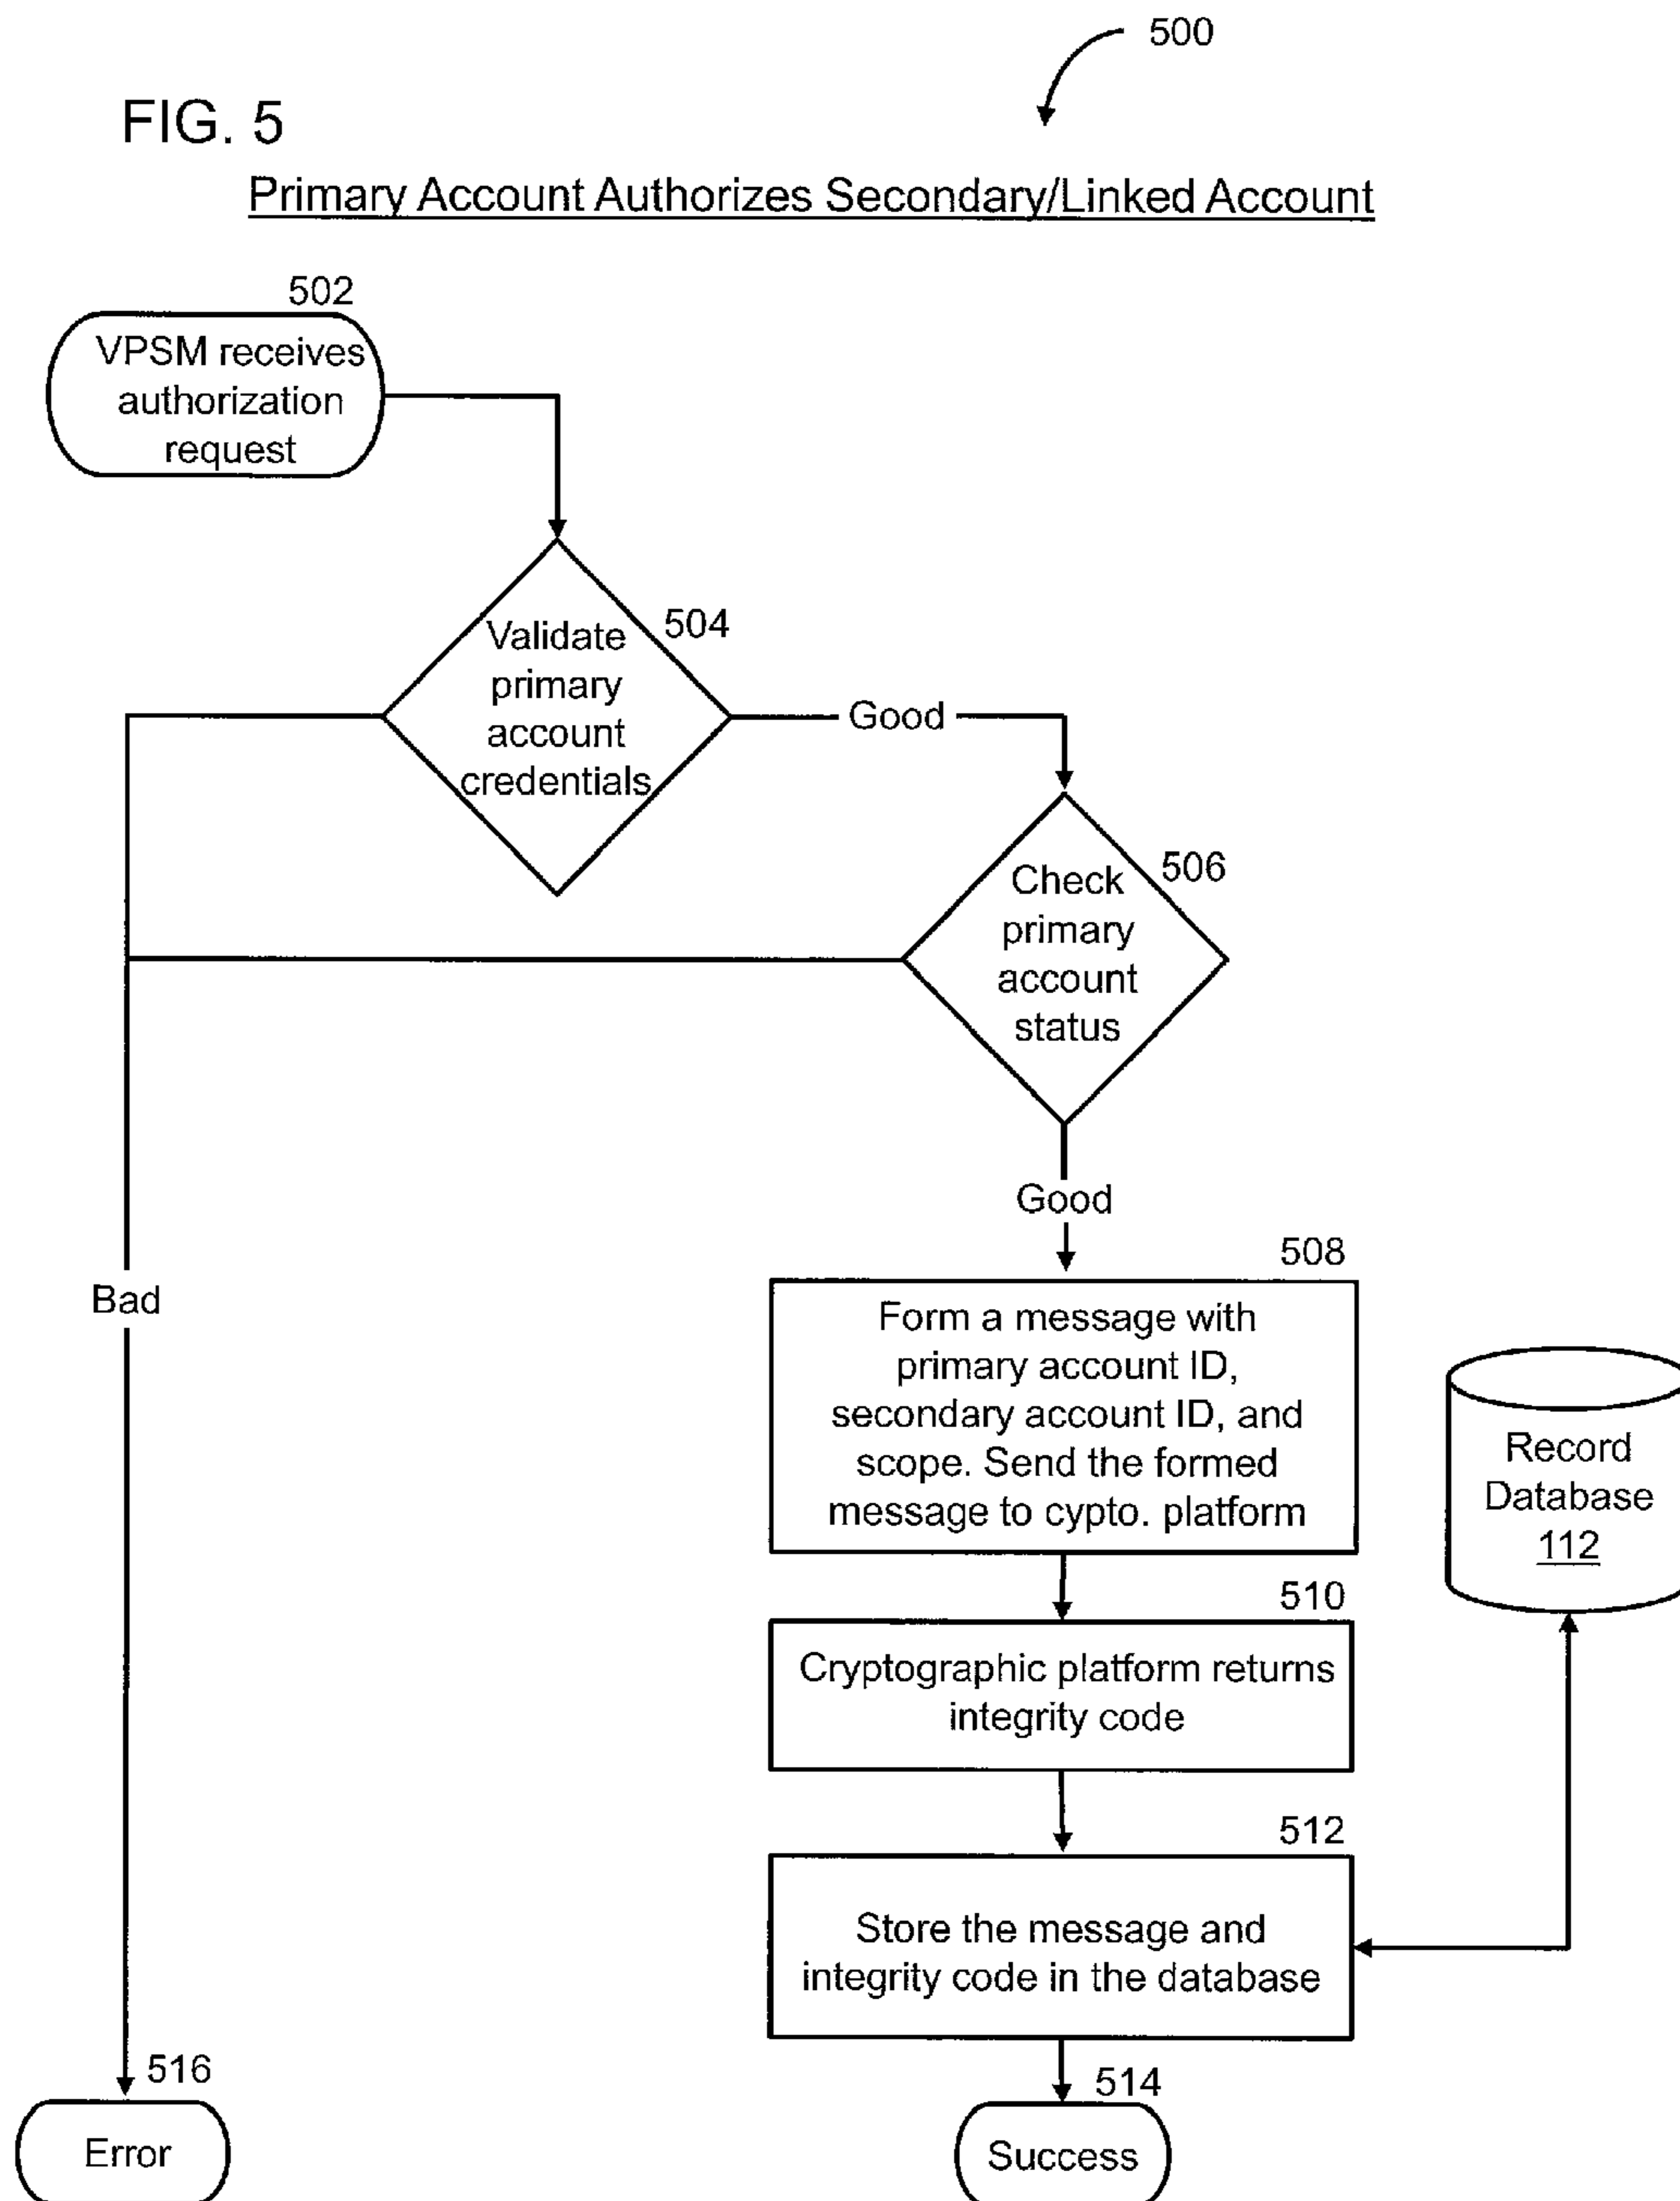 500
FIG. 5
Primary Account Authorizes Secondary/Linked Account
502
VPSM receives
authorization
request
504
Validate
primary
account
credentials
Good
506
Check
primary
account
status
Good
508
Bad
Form a message with
primary account ID,
secondary account ID, and
scope. Send the formed
message to cypto. platform
Record
Database
112
510
Cryptographic platform returns
integrity code
512
Store the message and
integrity code in the database
516
Error
514
Success